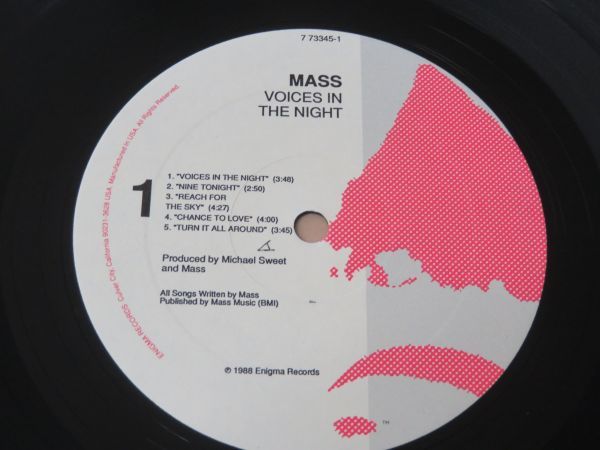 7 73345-1
MASS
VOICES IN
THE NIGHT
1
1. "VOICES IN THE NIGHT" (3:48)
2. "NINE TONIGHT" (2:50)
3. "REACH FOR
THE SKY" (4:27)
4. "CHANCE TO LOVE" (4:00)
5. "TURN IT ALL AROUND" (3:45)
Produced by Michael Sweet
and Mass
All Songs Written by Mass
Published by Mass Music (BMI)
℗ 1988 Enigma Records
TM
ENIGMA RECORDS, Culver City, California 90231-3628 USA. Manufactured in USA. All Rights Reserved.